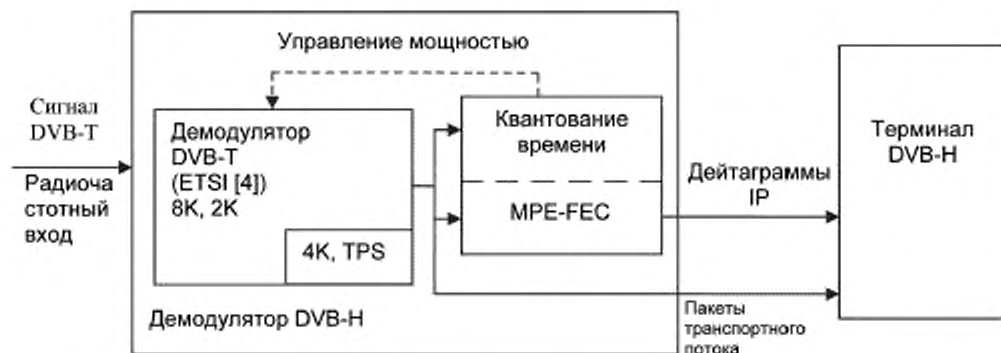 Управление мощностью
Сигнал
DVB-T
Радиоча
стотный
вход
Демодулятор
DVB-T
(ETSI [4])
8K, 2K
4K, TPS
Демодулятор DVB-H
Квантование
времени
MPE-FEC
Дейтаграммы
IP
Пакеты
транспортного
потока
Терминал
DVB-H